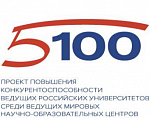 5100
ПРОЕКТ ПОВЫШЕНИЯ
КОНКУРЕНТОСПОСОБНОСТИ
ВЕДУЩИХ РОССИЙСКИХ УНИВЕРСИТЕТОВ
СРЕДИ ВЕДУЩИХ МИРОВЫХ
НАУЧНО-ОБРАЗОВАТЕЛЬНЫХ ЦЕНТРОВ